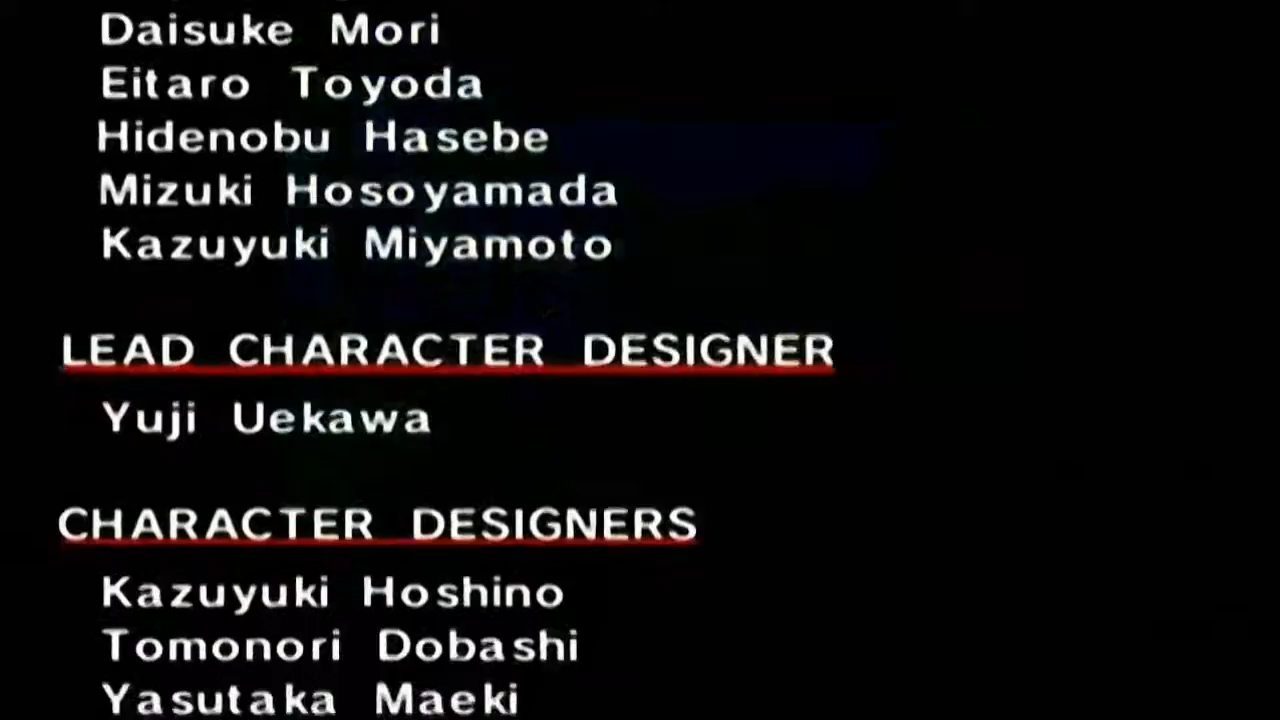 Daisuke Mori
Eitaro Toyoda
Hidenobu Hasebe
Mizuki Hosoyamada
Kazuyuki Miyamoto
LEAD CHARACTER DESIGNER
Yuji Uekawa
CHARACTER DESIGNERS
Kazuyuki Hoshino
Tomonori Dobashi
Yasutaka Maeki